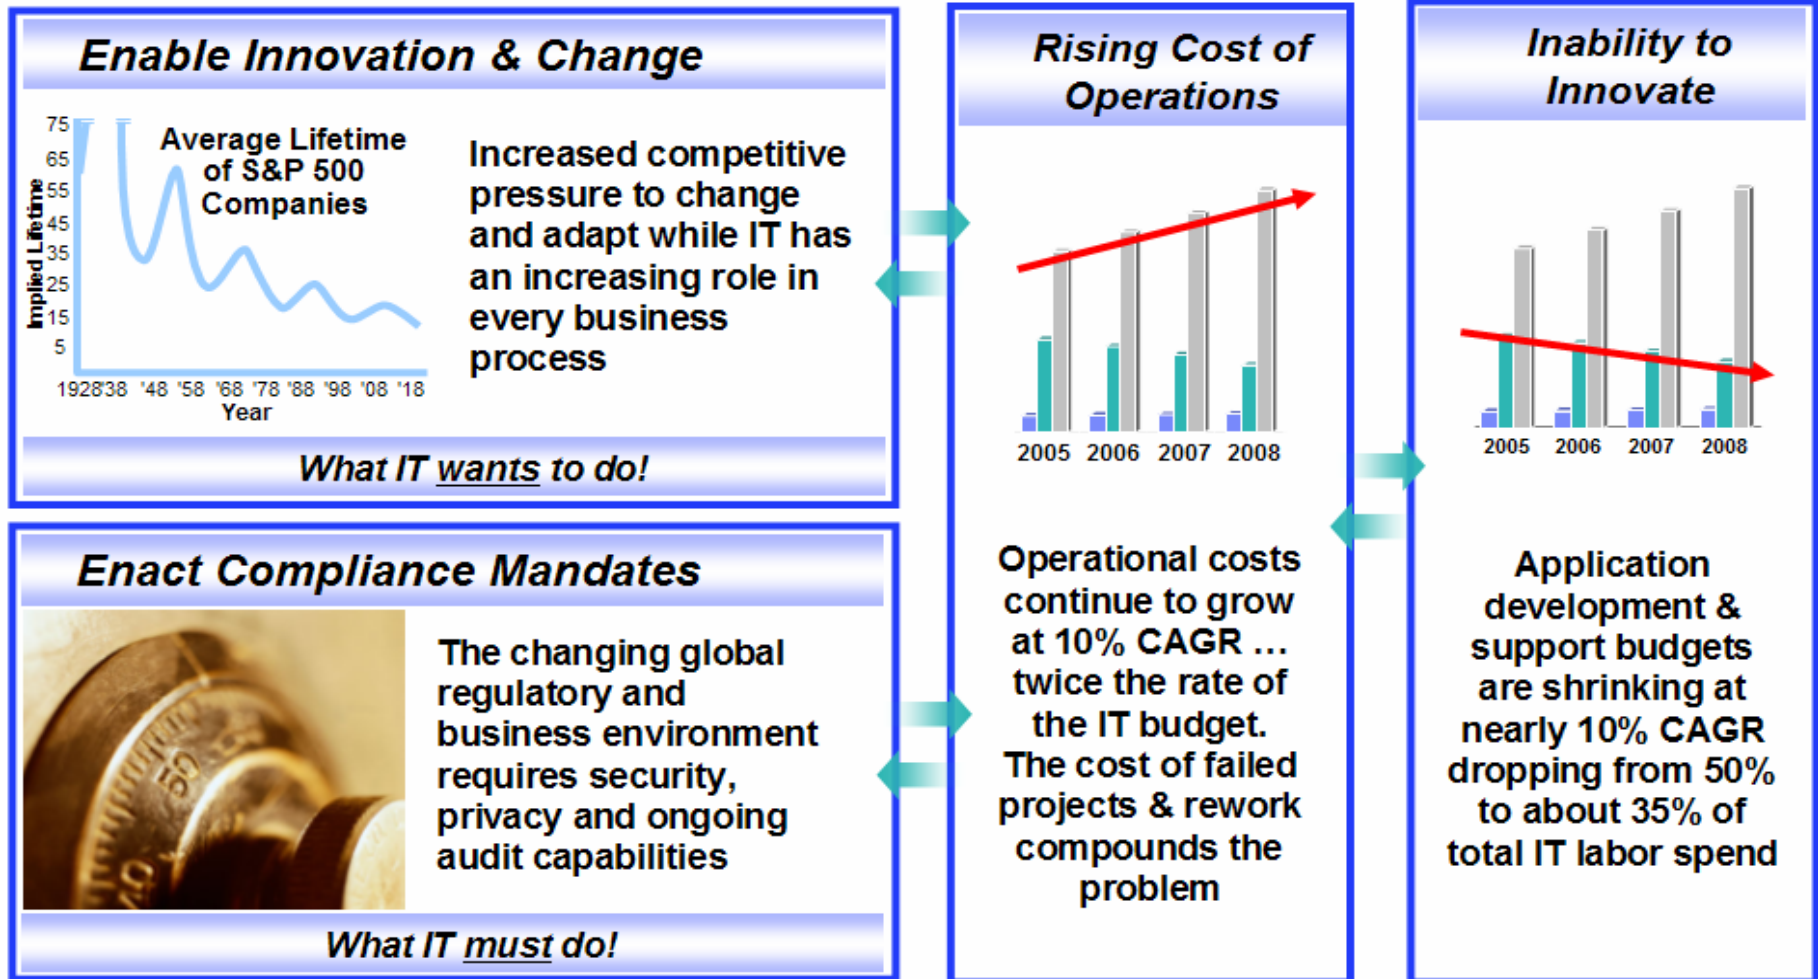 Enable Innovation & Change
75
65
55
45
35
25
15
5
Implied Lifetime
Average Lifetime
of S&P 500
Companies
1928 '38 '48 '58 '68 '78 '88 '98 '08 '18
Year
Increased competitive
pressure to change
and adapt while IT has
an increasing role in
every business
process
What IT wants to do!
Enact Compliance Mandates
50
The changing global
regulatory and
business environment
requires security,
privacy and ongoing
audit capabilities
What IT must do!
Rising Cost of
Operations
2005 2006 2007 2008
Operational costs
continue to grow
at 10% CAGR ...
twice the rate of
the IT budget.
The cost of failed
projects & rework
compounds the
problem
Inability to
Innovate
2005 2006 2007 2008
Application
development &
support budgets
are shrinking at
nearly 10% CAGR
dropping from 50%
to about 35% of
total IT labor spend